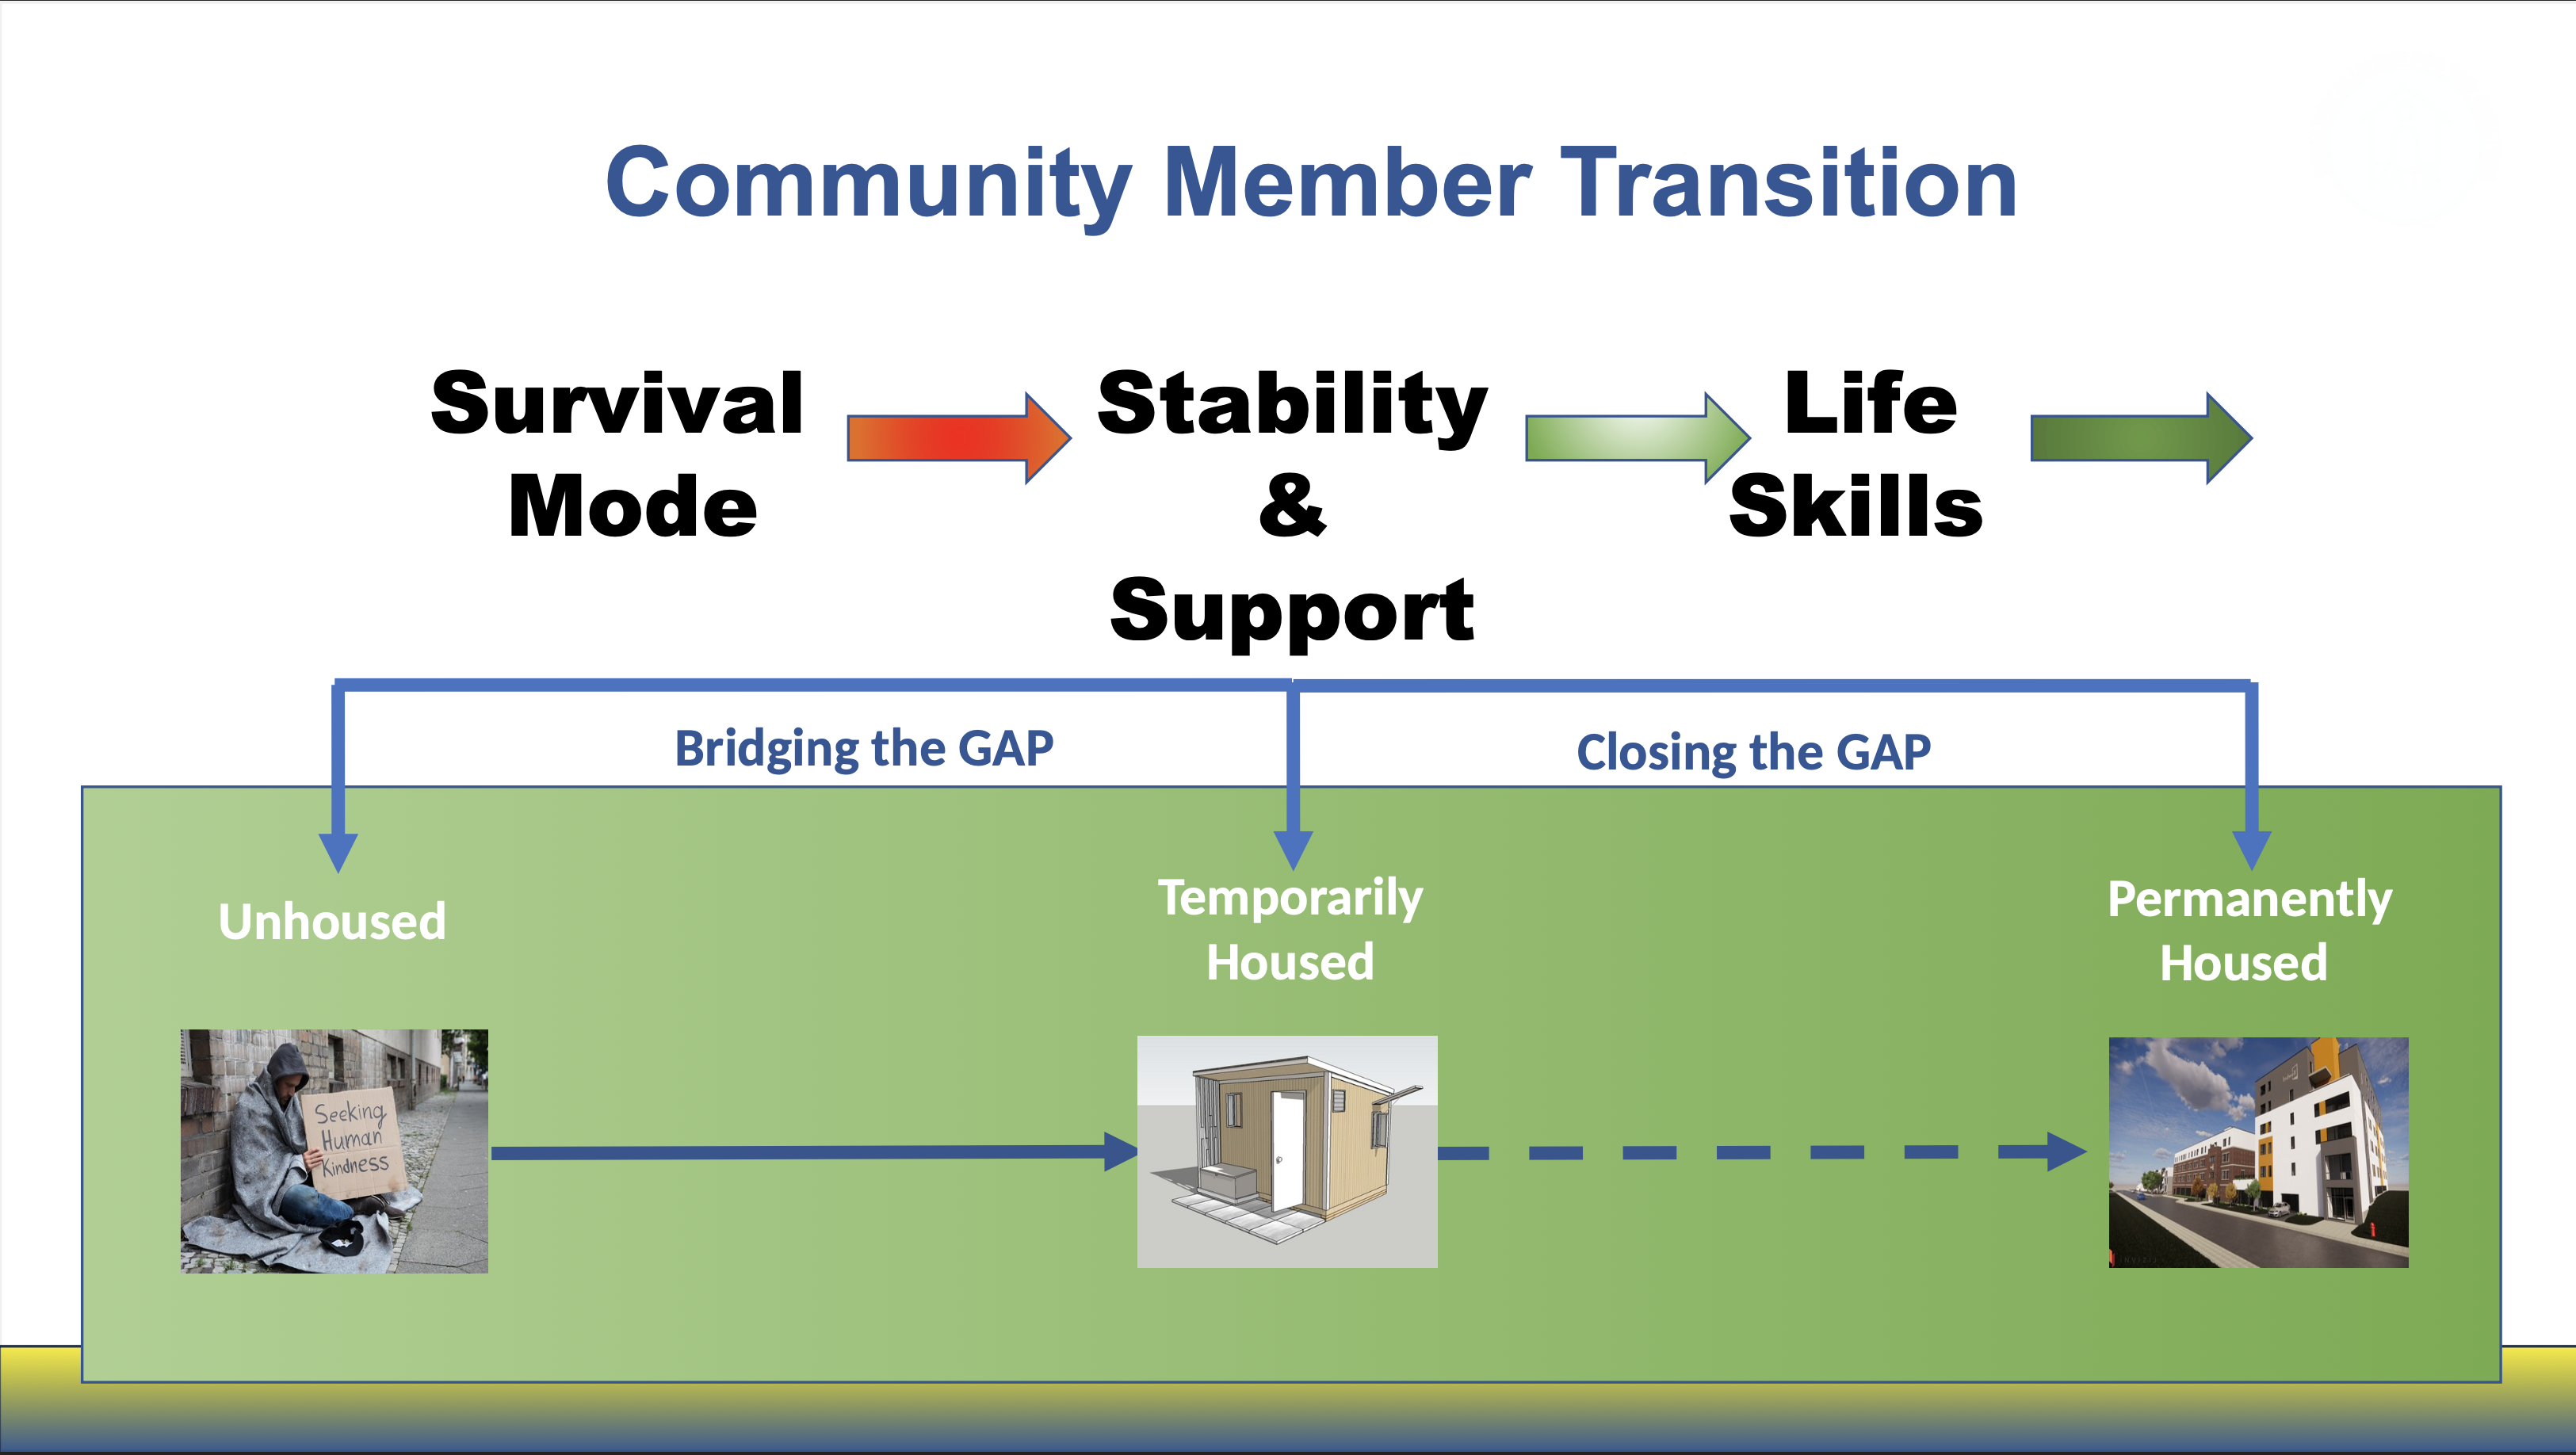 Community Member Transition
Survival
Mode
Stability
&
Support
Life
Skills
Bridging the GAP
Closing the GAP
Unhoused
Temporarily
Housed
Permanently
Housed
Seeking
Human
Kindness